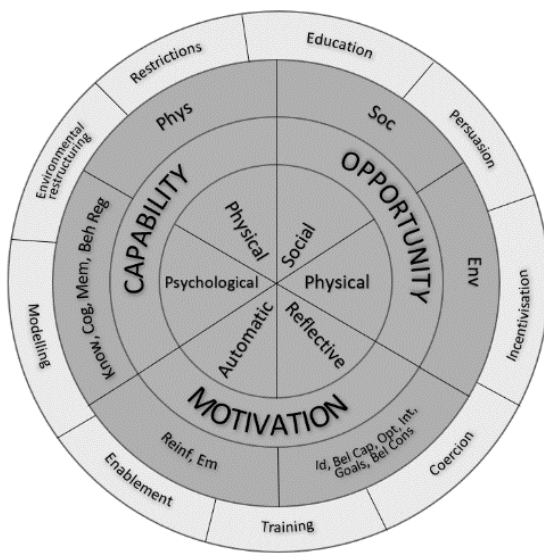 Education
Persuasion
Incentivisation
Coercion
Training
Enablement
Modelling
Environmental
restructuring
Restrictions
Phys
Soc
Env
Id, Bel Cap, Opt, Int,
Goals, Bel Cons
Reinf, Em
Know, Cog, Mem, Beh Reg
CAPABILITY
OPPORTUNITY
MOTIVATION
Physical
Social
Physical
Reflective
Automatic
Psychological